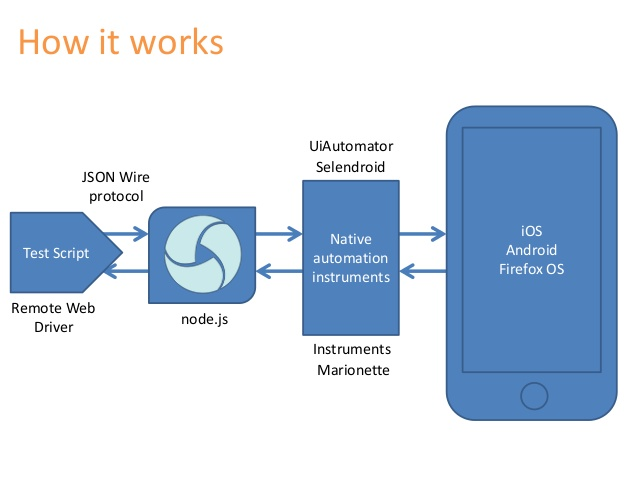 How it works
UiAutomator
Selendroid
JSON Wire
protocol
Test Script
Remote Web
Driver
node.js
Native
automation
instruments
Instruments
Marionette
iOS
Android
Firefox OS